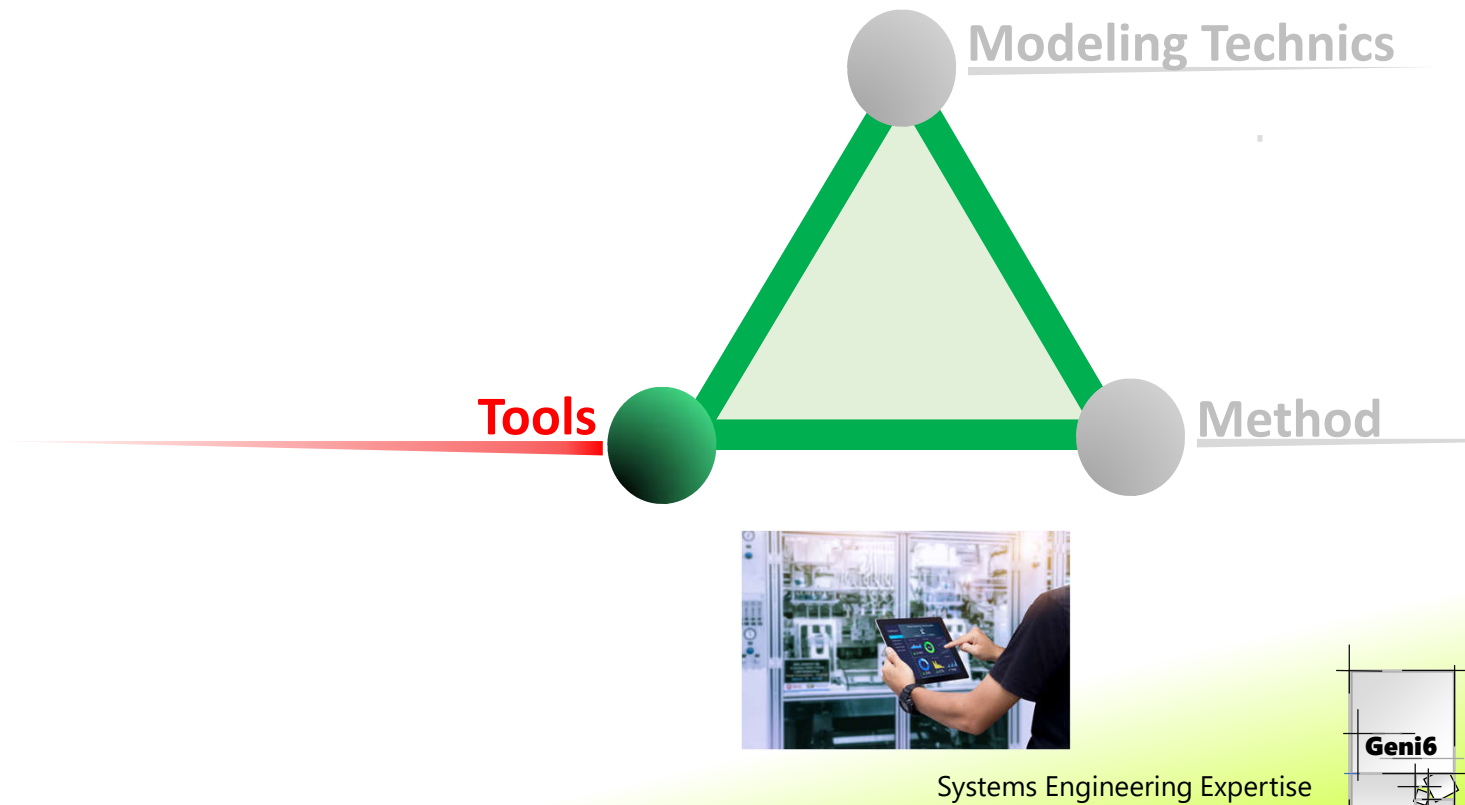 Modeling Technics
Tools
Method
Geni6
Systems Engineering Expertise